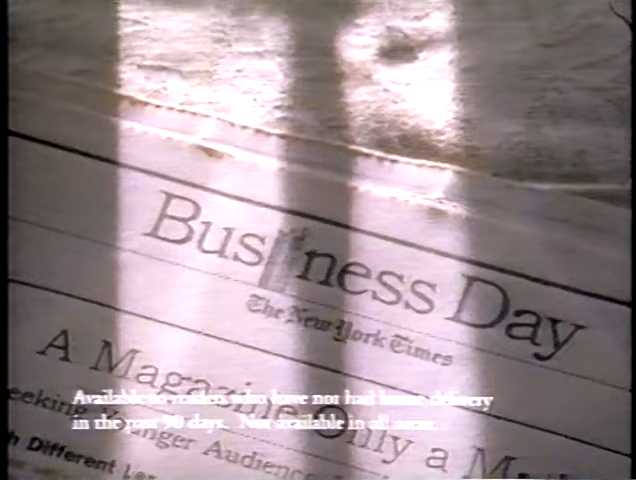 Business Day
The New York Times
A Magazine Only a
Available to readers who have not had home delivery
in the past 90 days. Not available in all areas.
eeking Younger Audience
h Different